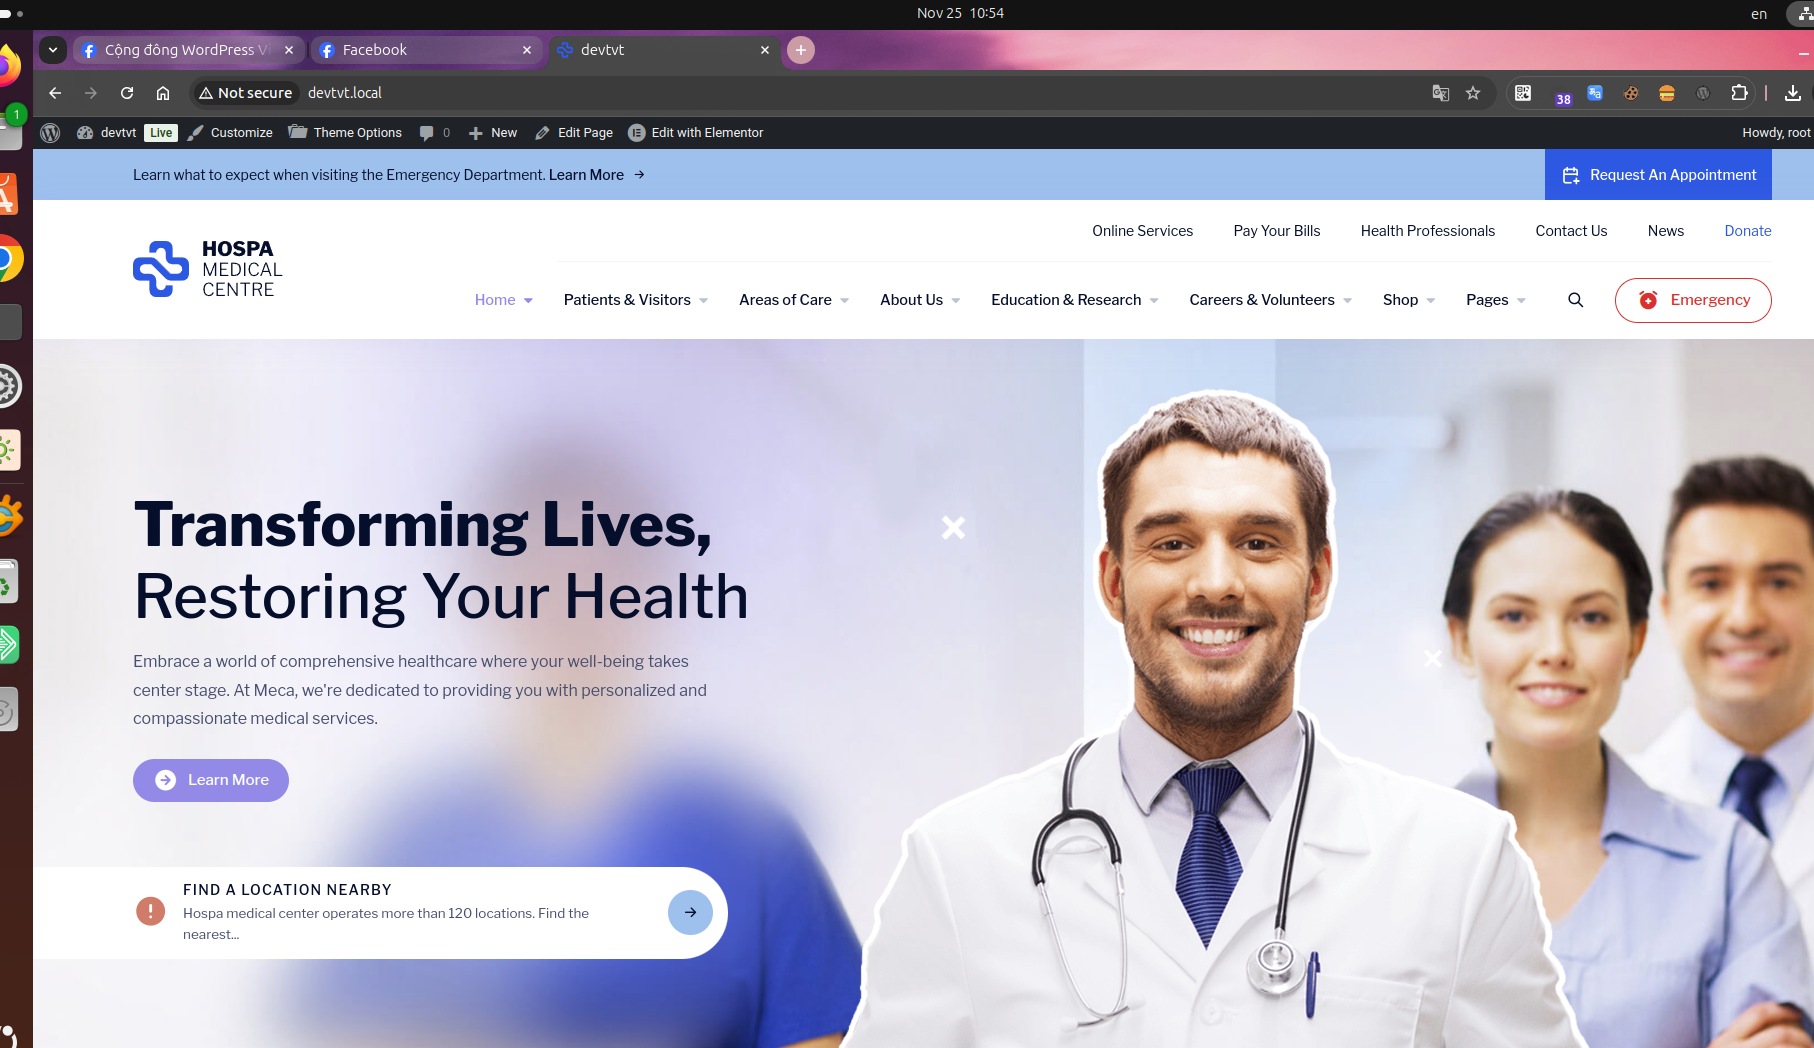 Nov 25 10:54
en
1
Cộng đồng WordPress V
Facebook
devtvt
Not secure
devtvt.local
38
devtvt
Live
Customize
Theme Options
0
New
Edit Page
Edit with Elementor
Howdy, root
Learn what to expect when visiting the Emergency Department. Learn More
Request An Appointment
Online Services
Pay Your Bills
Health Professionals
Contact Us
News
Donate
HOSPA
MEDICAL
CENTRE
Home
Patients & Visitors
Areas of Care
About Us
Education & Research
Careers & Volunteers
Shop
Pages
Emergency
Transforming Lives,
Restoring Your Health
Embrace a world of comprehensive healthcare where your well-being takes
center stage. At Meca, we're dedicated to providing you with personalized and
compassionate medical services.
Learn More
FIND A LOCATION NEARBY
Hospa medical center operates more than 120 locations. Find the
nearest...